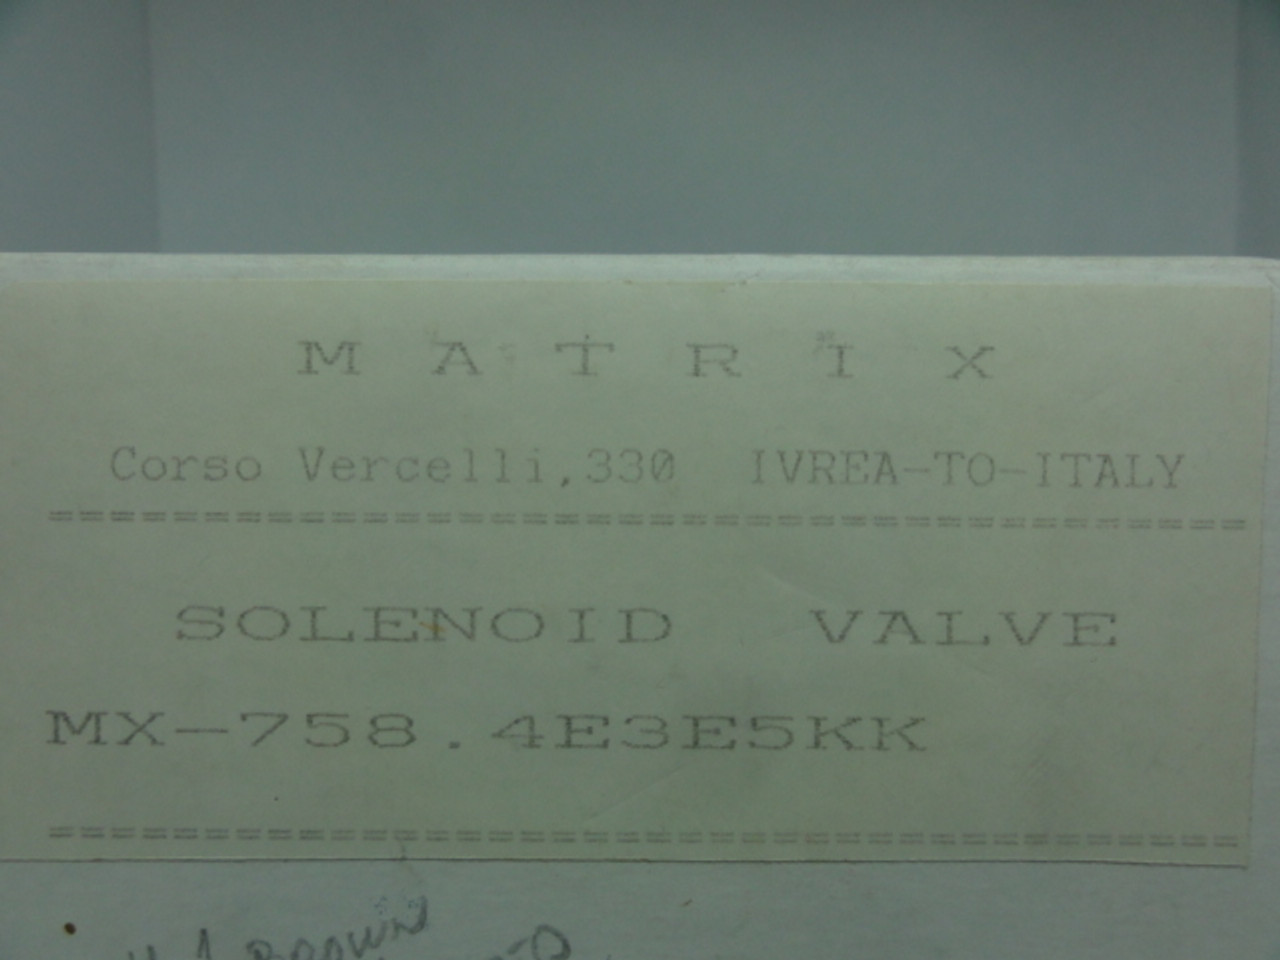 M A T R I X
Corso Vercelli,330 IVREA-TO-ITALY
================================
SOLENOID VALVE
MX-758.4E3E5KK
================================